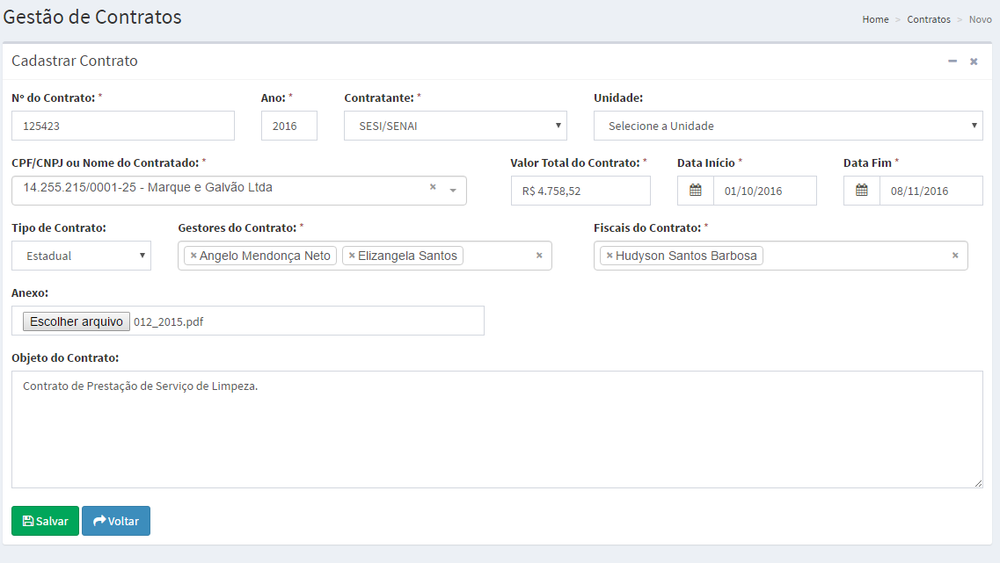 Gestão de Contratos
Home > Contratos > Novo
Cadastrar Contrato
Nº do Contrato: * Ano: * Contratante: * Unidade:
125423 2016 SESI/SENAI Selecione a Unidade
CPF/CNPJ ou Nome do Contratado: * Valor Total do Contrato: * Data Início * Data Fim *
14.255.215/0001-25 - Marque e Galvão Ltda × R$ 4.758,52 01/10/2016 08/11/2016
Tipo de Contrato: Gestores do Contrato: * Fiscais do Contrato: *
Estadual × Angelo Mendonça Neto × Elizangela Santos × × Hudyson Santos Barbosa ×
Anexo:
Escolher arquivo 012_2015.pdf
Objeto do Contrato:
Contrato de Prestação de Serviço de Limpeza.
Salvar Voltar